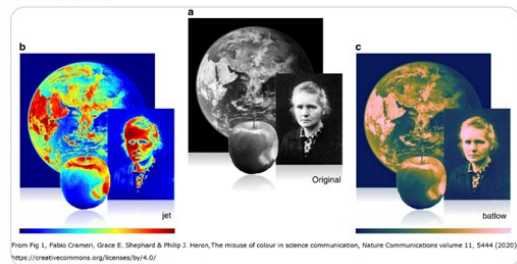 a
b
c
Original
jet
batlow
From Fig 1, Fabio Crameri, Grace E. Shephard & Philip J. Heron,The misuse of colour in science communication, Nature Communications volume 11, 5444 (2020)
https://creativecommons.org/licenses/by/4.0/